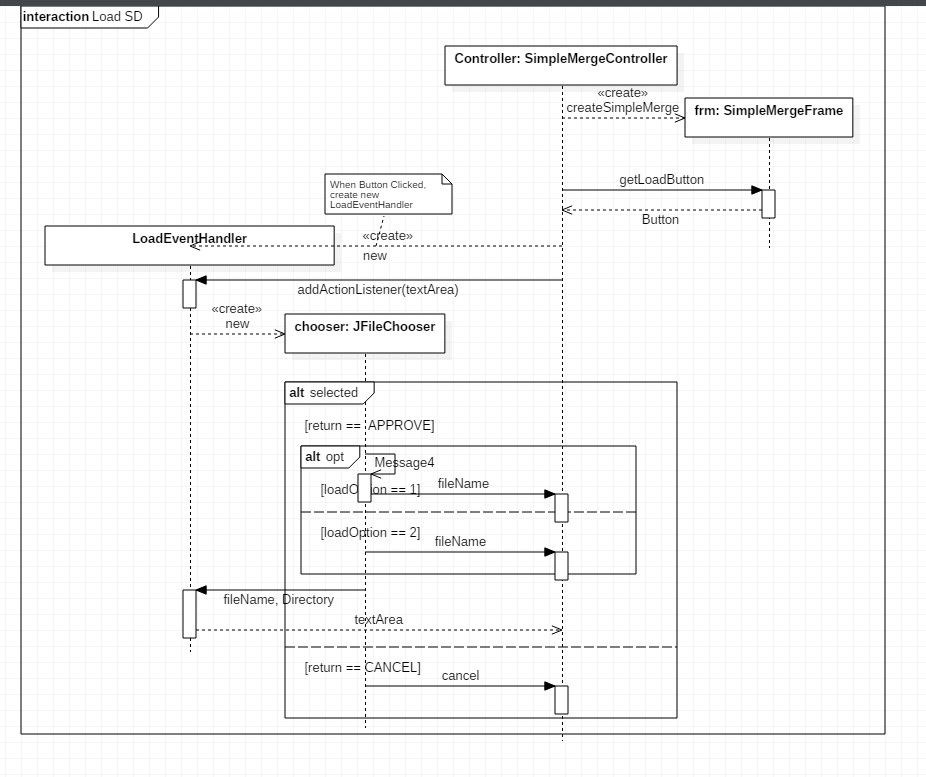 interaction Load SD
Controller: SimpleMergeController
«create»
createSimpleMerge
frm: SimpleMergeFrame
getLoadButton
Button
When Button Clicked,
create new
LoadEventHandler
«create»
new
LoadEventHandler
addActionListener(textArea)
«create»
new
chooser: JFileChooser
alt selected
[return == APPROVE]
alt opt
Message4
[loadOption == 1]
fileName
[loadOption == 2]
fileName
fileName, Directory
textArea
[return == CANCEL]
cancel